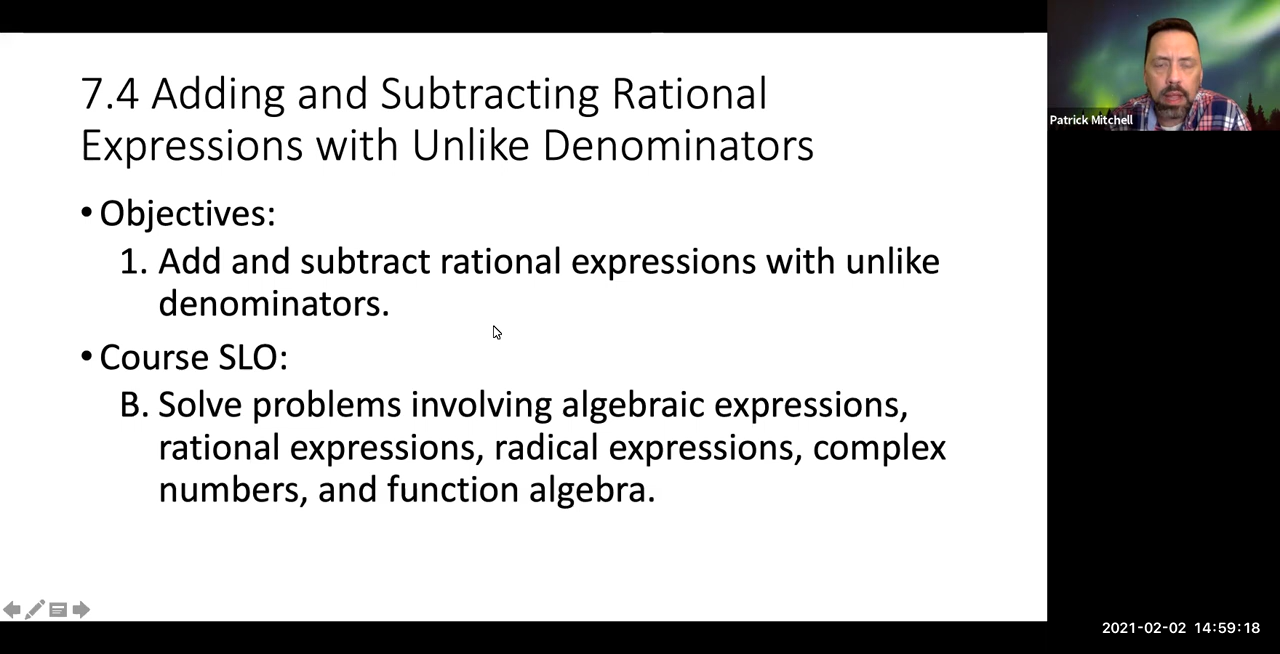 7.4 Adding and Subtracting Rational
Expressions with Unlike Denominators
• Objectives:
1. Add and subtract rational expressions with unlike
denominators.
• Course SLO:
B. Solve problems involving algebraic expressions,
rational expressions, radical expressions, complex
numbers, and function algebra.
Patrick Mitchell
2021-02-02 14:59:18